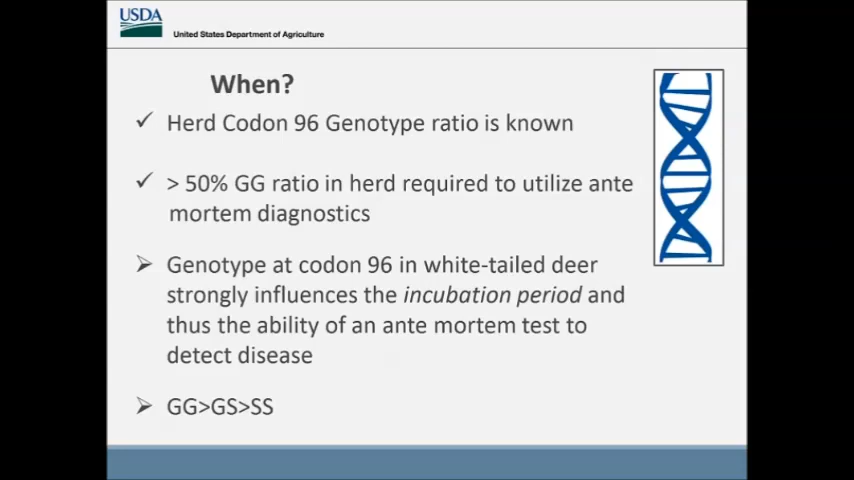 USDA
United States Department of Agriculture
When?
✓ Herd Codon 96 Genotype ratio is known
✓ > 50% GG ratio in herd required to utilize ante
mortem diagnostics
➢ Genotype at codon 96 in white-tailed deer
strongly influences the incubation period and
thus the ability of an ante mortem test to
detect disease
➢ GG>GS>SS